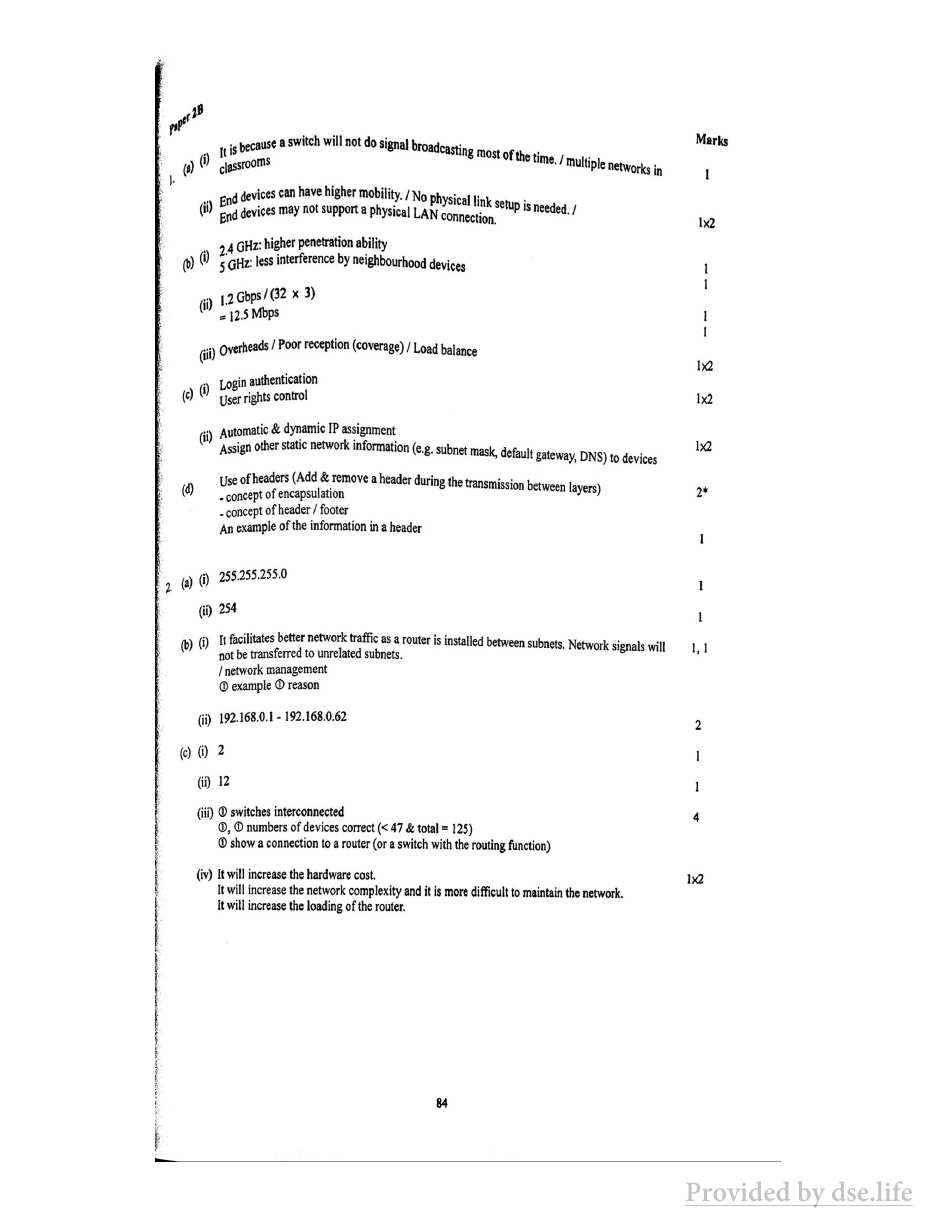 Paper 2B
Marks
1. (a) (i) It is because a switch will not do signal broadcasting most of the time. / multiple networks in
classrooms 1
(ii) End devices can have higher mobility. / No physical link setup is needed. /
End devices may not support a physical LAN connection. 1x2
(b) (i) 2.4 GHz: higher penetration ability 1
5 GHz: less interference by neighbourhood devices 1
(ii) 1.2 Gbps / (32 x 3) 1
= 12.5 Mbps 1
(iii) Overheads / Poor reception (coverage) / Load balance 1x2
(c) (i) Login authentication
User rights control 1x2
(ii) Automatic & dynamic IP assignment
Assign other static network information (e.g. subnet mask, default gateway, DNS) to devices 1x2
(d) Use of headers (Add & remove a header during the transmission between layers) 2*
- concept of encapsulation
- concept of header / footer
An example of the information in a header 1
2 (a) (i) 255.255.255.0 1
(ii) 254 1
(b) (i) It facilitates better network traffic as a router is installed between subnets. Network signals will 1, 1
not be transferred to unrelated subnets.
/ network management
① example ① reason
(ii) 192.168.0.1 - 192.168.0.62 2
(c) (i) 2 1
(ii) 12 1
(iii) ① switches interconnected 4
①, ① numbers of devices correct (< 47 & total = 125)
① show a connection to a router (or a switch with the routing function)
(iv) It will increase the hardware cost. 1x2
It will increase the network complexity and it is more difficult to maintain the network.
It will increase the loading of the router.
84
Provided by dse.life